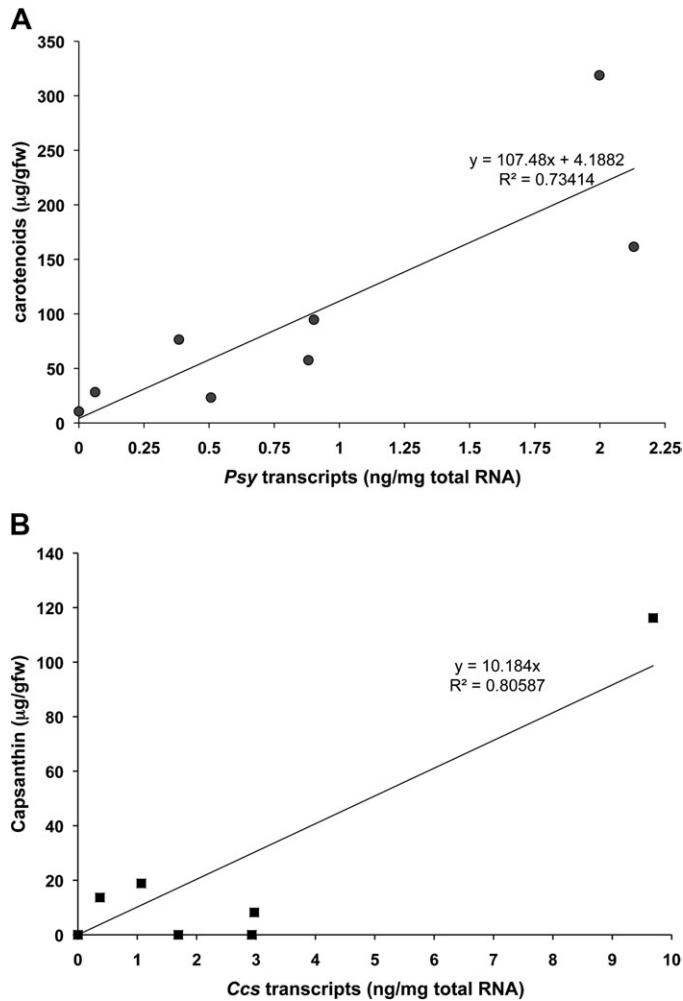 A
350
300
250
200
150
100
50
0
carotenoids (μg/gfw)
y = 107.48x + 4.1882
R² = 0.73414
0 0.25 0.5 0.75 1 1.25 1.5 1.75 2 2.25
Psy transcripts (ng/mg total RNA)
B
140
120
100
80
60
40
20
0
Capsanthin (μg/gfw)
y = 10.184x
R² = 0.80587
0 1 2 3 4 5 6 7 8 9 10
Ccs transcripts (ng/mg total RNA)